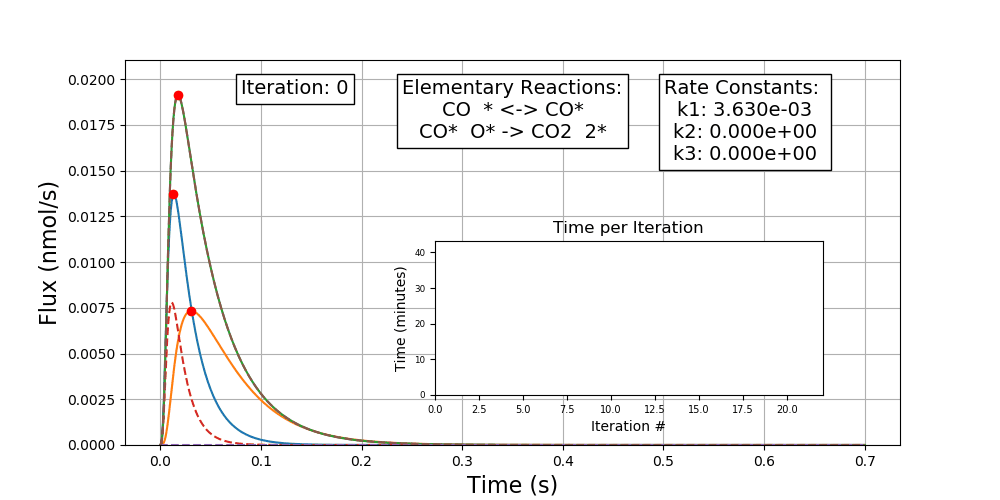 Iteration: 0
Elementary Reactions:
CO  * <-> CO*
CO*  O* -> CO2  2*
Rate Constants:
k1: 3.630e-03
k2: 0.000e+00
k3: 0.000e+00
Flux (nmol/s)
0.0200
0.0175
0.0150
0.0125
0.0100
0.0075
0.0050
0.0025
0.0000
Time per Iteration
Time (minutes)
40
30
20
10
0
0.0 2.5 5.0 7.5 10.0 12.5 15.0 17.5 20.0
Iteration #
0.0 0.1 0.2 0.3 0.4 0.5 0.6 0.7
Time (s)